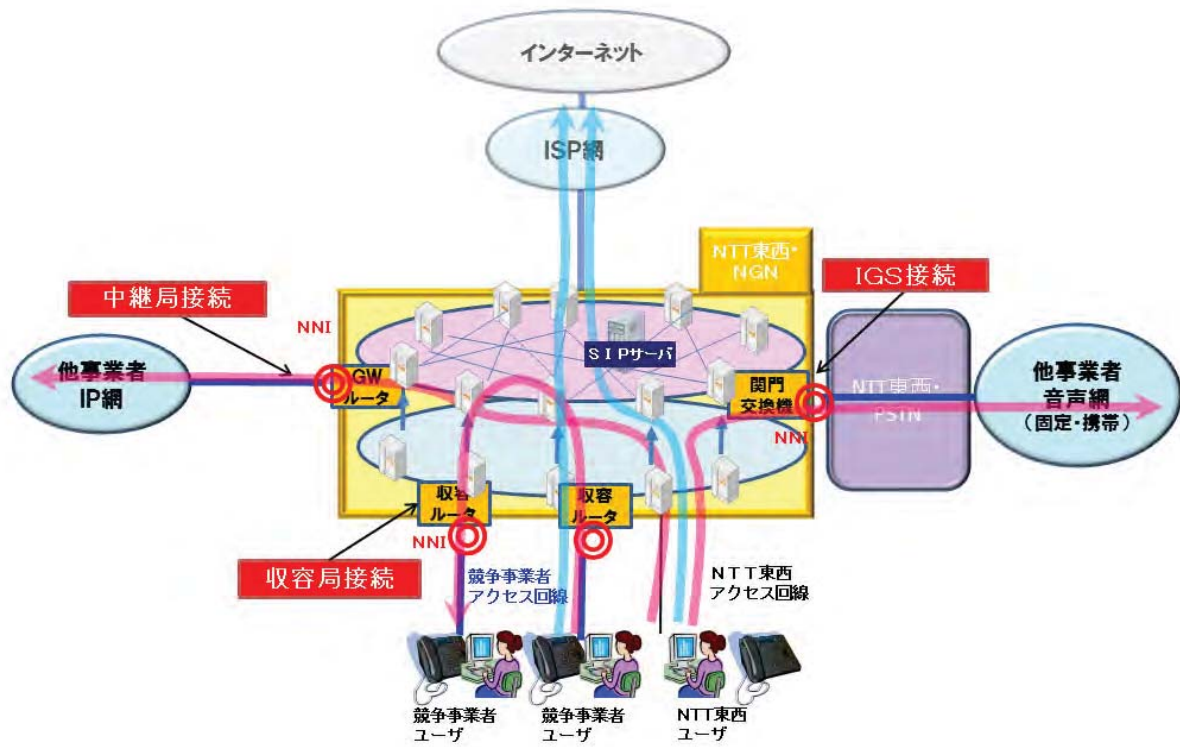 インターネット
ISP網
NTT東西・
NGN
IGS接続
中継局接続
NNI
SIPサーバ
他事業者
IP網
GW
ルータ
関門
交換機
NNI
NTT東西・
PSTN
他事業者
音声網
(固定・携帯)
収容
ルータ
収容
ルータ
NNI
収容局接続
競争事業者
アクセス回線
NTT東西
アクセス回線
競争事業者
ユーザ
競争事業者
ユーザ
NTT東西
ユーザ